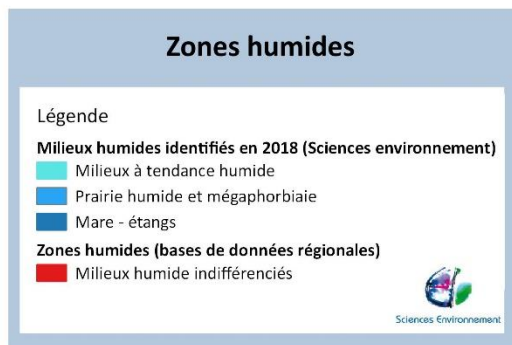 Zones humides
Légende
Milieux humides identifiés en 2018 (Sciences environnement)
Milieux à tendance humide
Prairie humide et mégaphorbiaie
Mare - étangs
Zones humides (bases de données régionales)
Milieux humide indifférenciés
Sciences Environnement